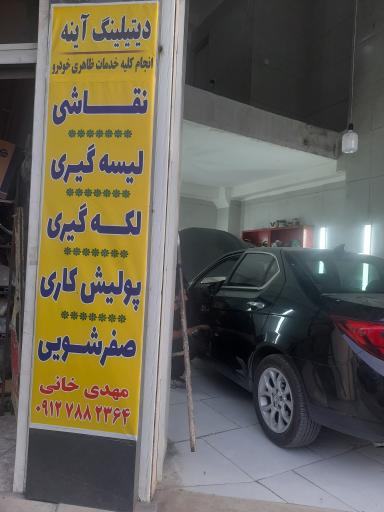 دیتیلینگ آینه
انجام کلیه خدمات ظاهری خودرو
نقاشی
لیسه گیری
لکه گیری
پولیش کاری
صفرشویی
مهدی خانی
۰۹۱۲ ۷۸۸ ۲۳۶۴